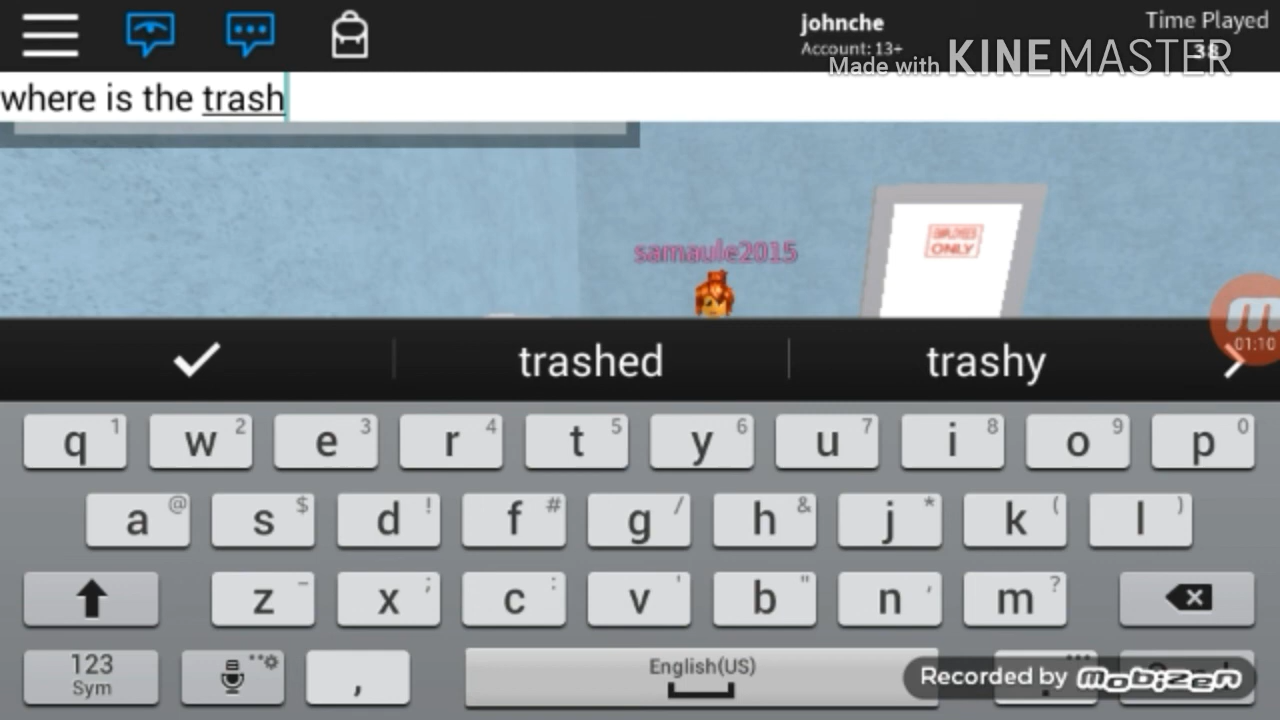 johnche
Account: 13+
Time Played
38
Made with KINEMASTER
where is the trash
samaule2015
ONLY
01:10
trashed
trashy
q 1 w 2 e 3 r 4 t 5 y 6 u 7 i 8 o 9 p 0
a @ s $ d ! f # g / h & j * k ( l )
z - x ; c : v ' b " n , m ?
123
Sym
,
English(US)
Recorded by mobizen